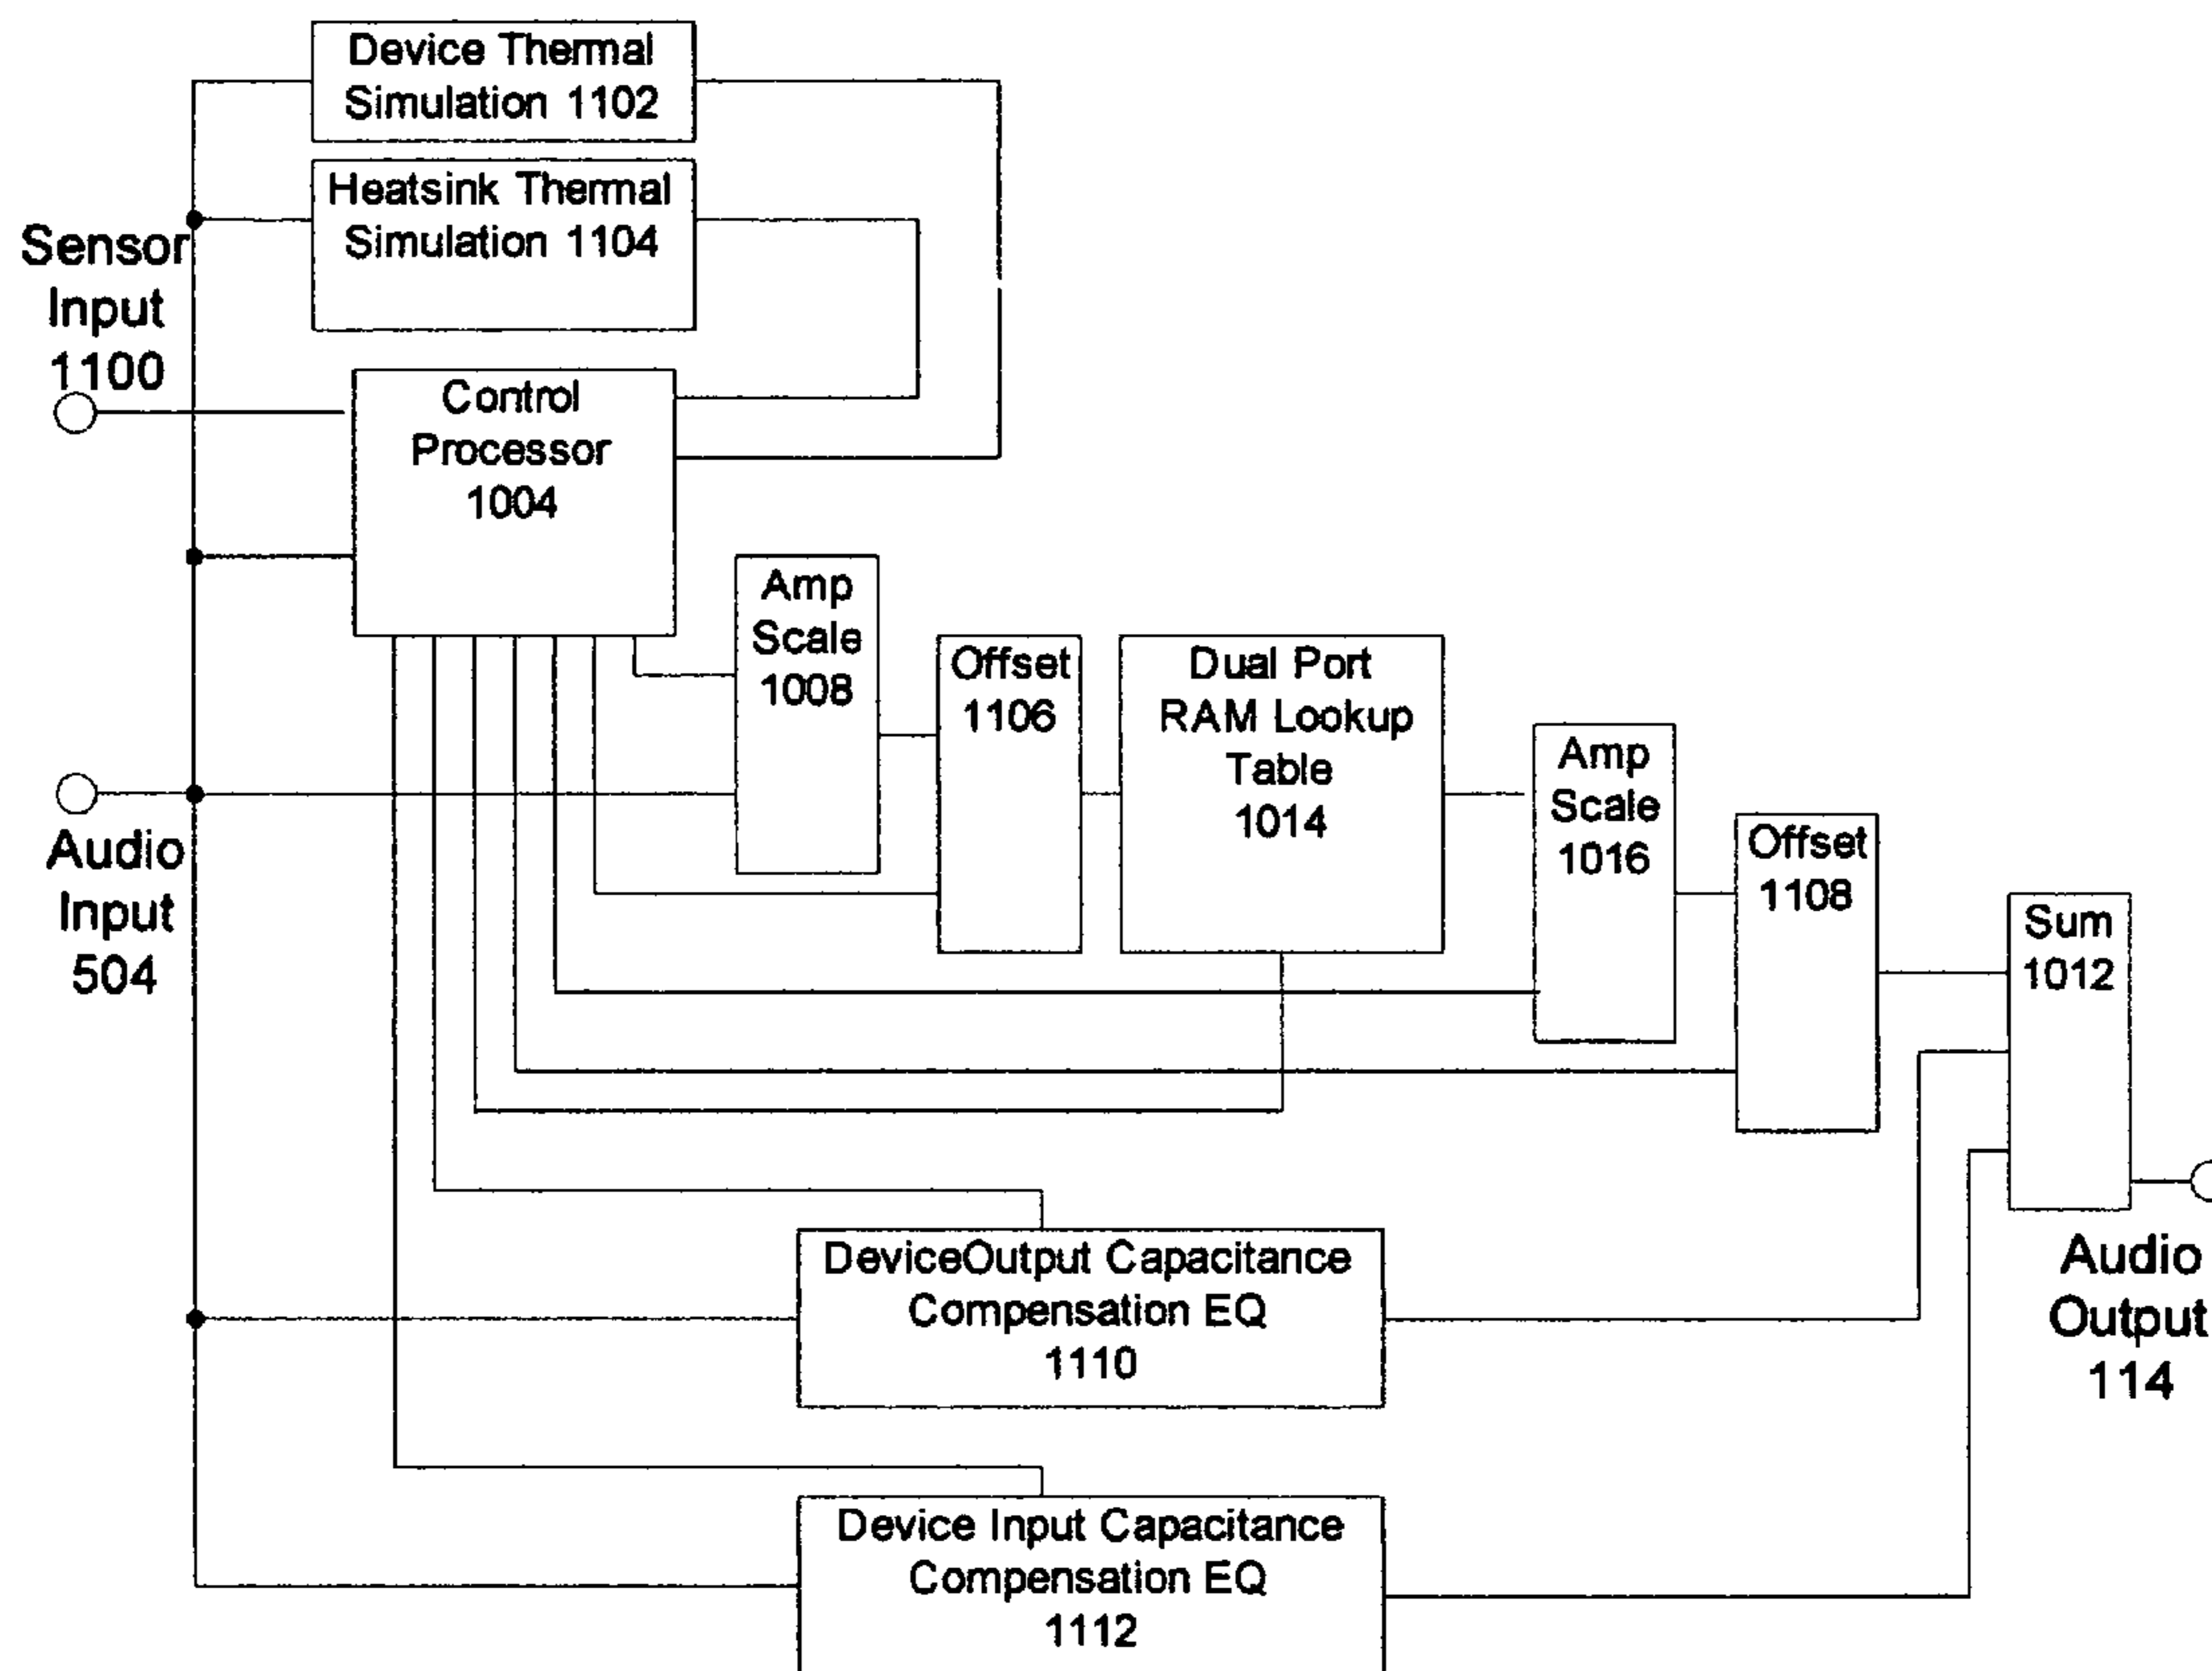 Device Thermal
Simulation 1102
Heatsink Thermal
Simulation 1104
Sensor
Input
1100
Control
Processor
1004
Amp
Scale
1008
Offset
1106
Dual Port
RAM Lookup
Table
1014
Amp
Scale
1016
Offset
1108
Sum
1012
Audio
Input
504
DeviceOutput Capacitance
Compensation EQ
1110
Audio
Output
114
Device Input Capacitance
Compensation EQ
1112